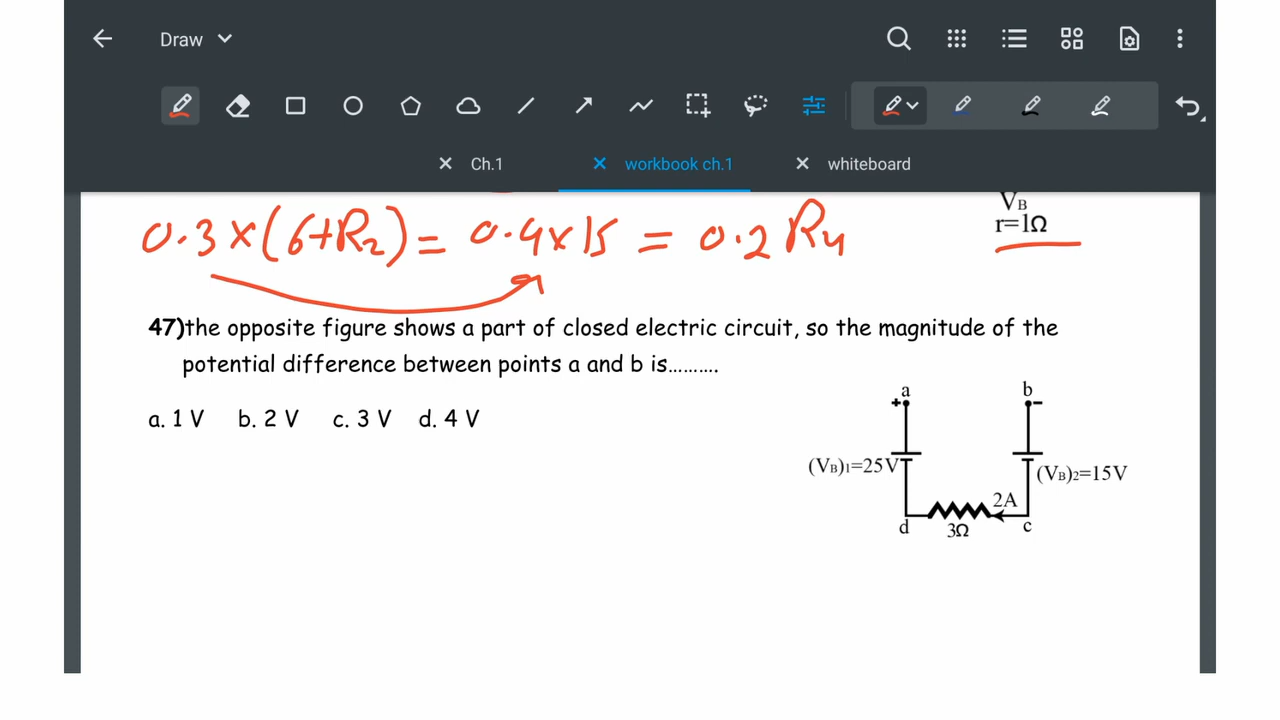 Draw
Ch.1
workbook ch.1
whiteboard
VB
r=1Ω
0.3×(6+R2)= 0.4×15 = 0.2 R4
47)the opposite figure shows a part of closed electric circuit, so the magnitude of the
potential difference between points a and b is..........
a. 1 V b. 2 V c. 3 V d. 4 V
a
b
+
-
(VB)1=25V
(VB)2=15V
2A
d
3Ω
c